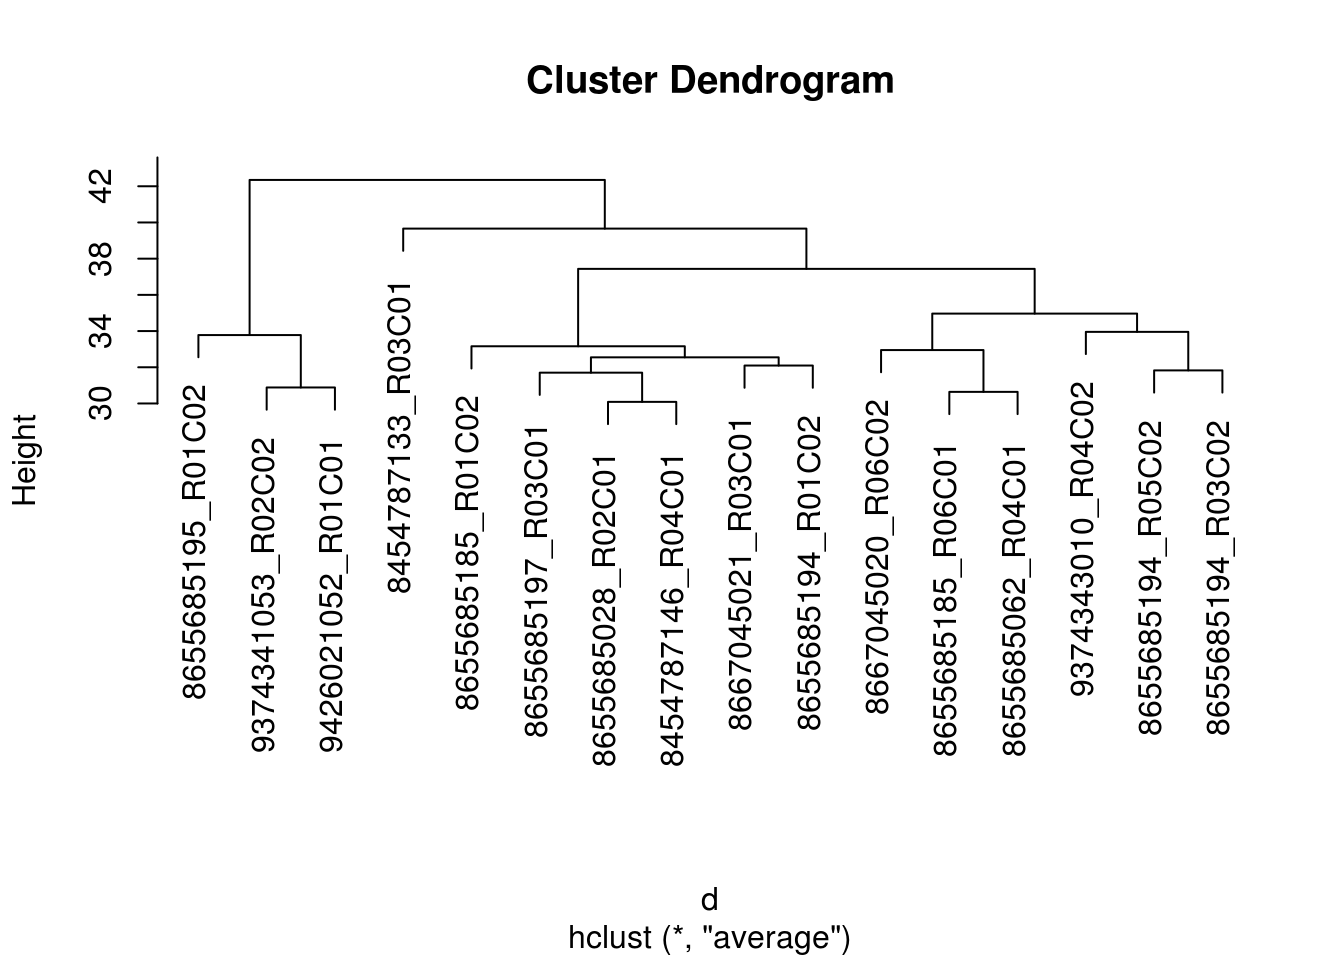 Cluster Dendrogram
Height
42
38
34
30
8655685195_R01C02
9374341053_R02C02
9426021052_R01C01
8454787133_R03C01
8655685185_R01C02
8655685197_R03C01
8655685028_R02C01
8454787146_R04C01
8667045021_R03C01
8655685194_R01C02
8667045020_R06C02
8655685185_R06C01
8655685062_R04C01
9374343010_R04C02
8655685194_R05C02
8655685194_R03C02
d
hclust (*, "average")